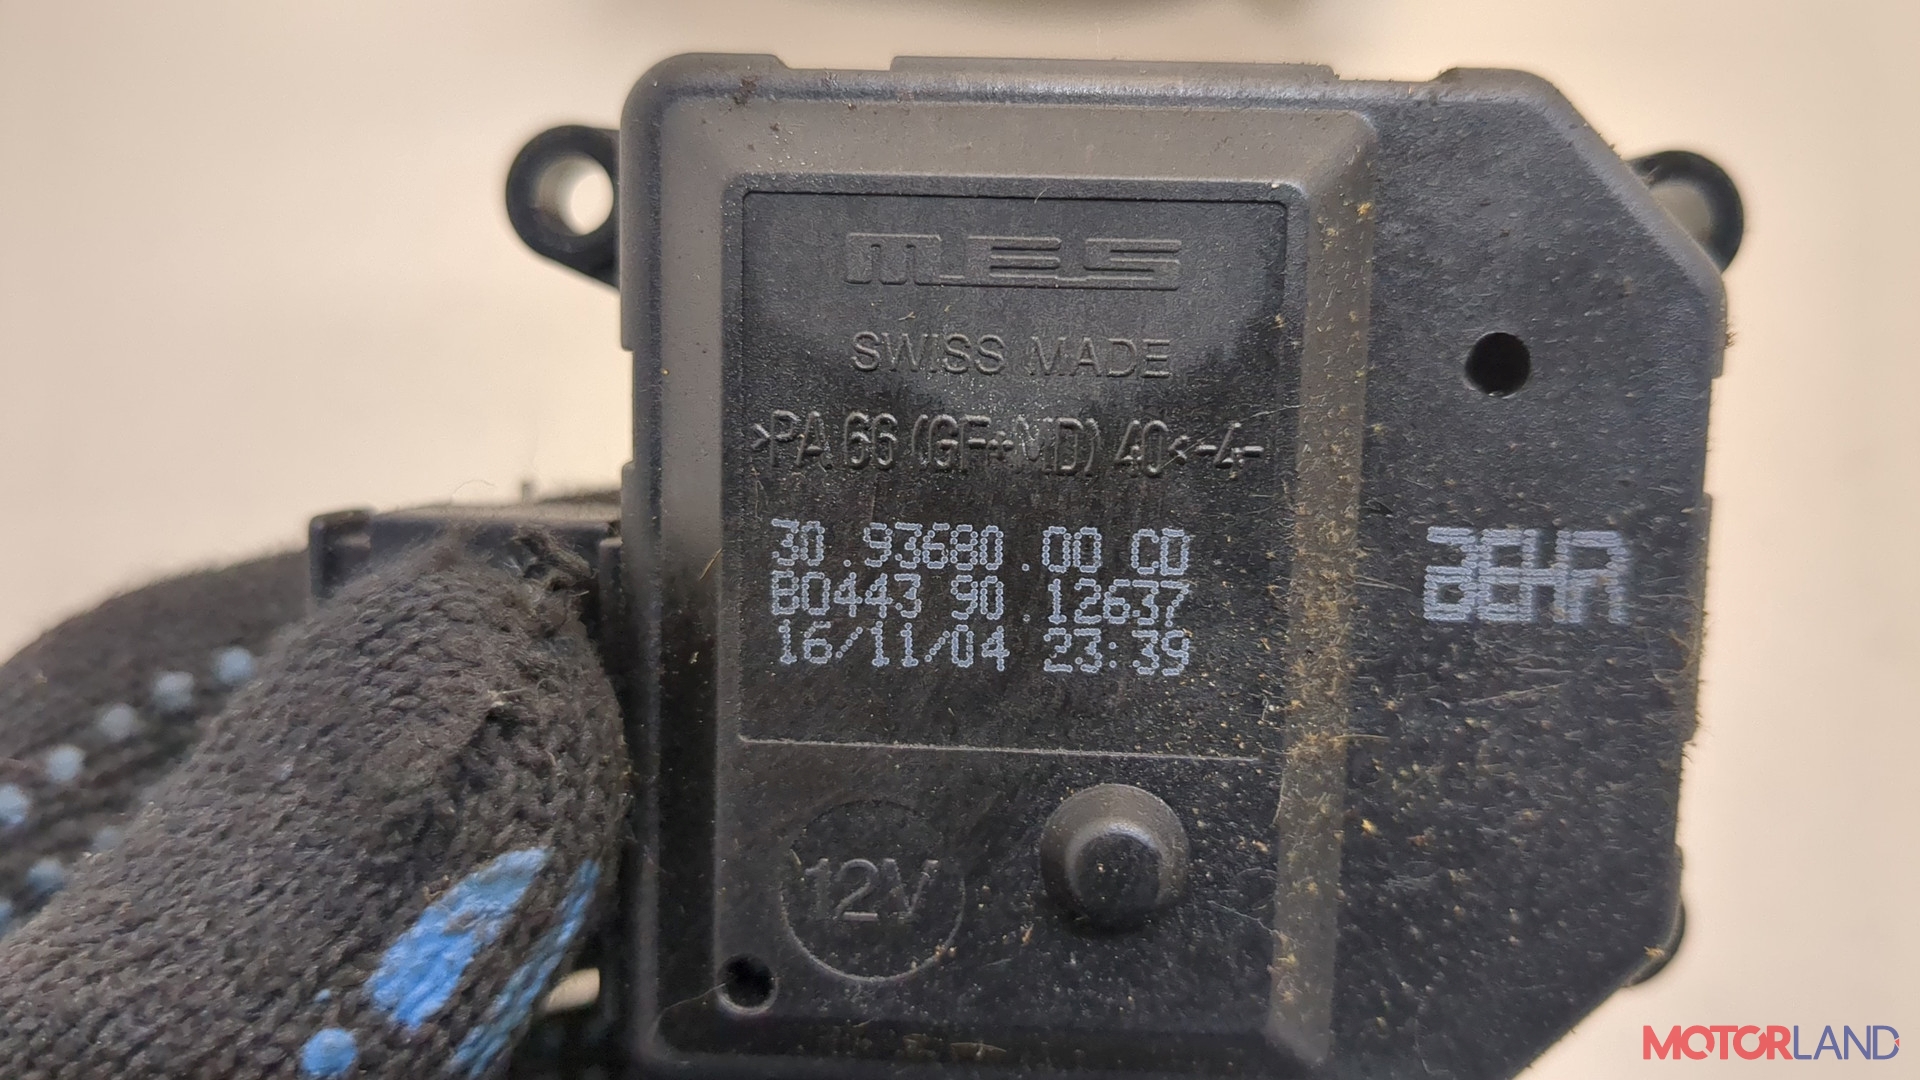 MES
SWISS MADE
>PA 66 (GF+MD) 40<-4-
30.93680.00 CD
B0443 90.12637
16/11/04 23:39
BEHR
12V
MOTORLAND